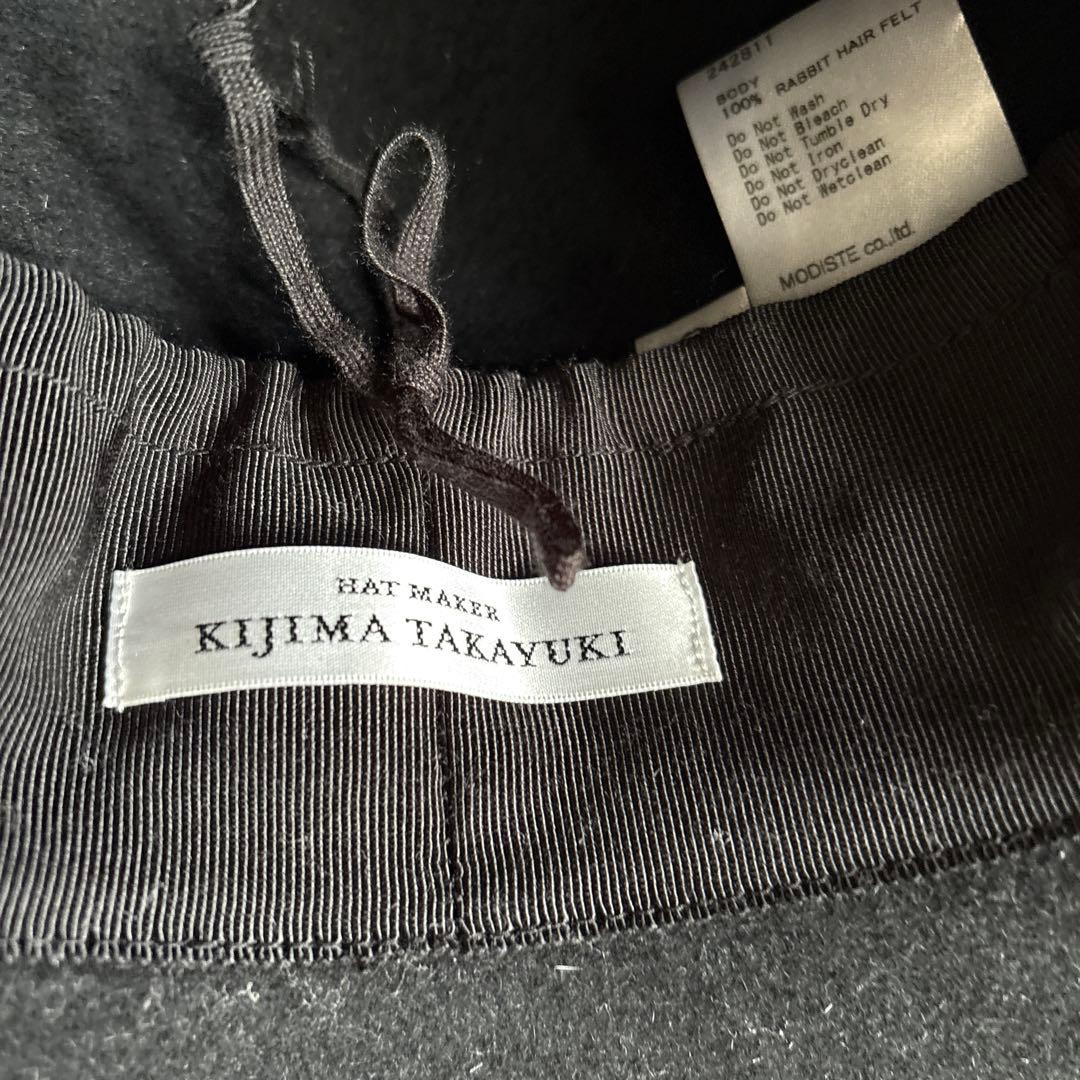 242811
BODY
100% RABBIT HAIR FELT
Do Not Wash
Do Not Bleach
Do Not Tumble Dry
Do Not Iron
Do Not Dryclean
Do Not Wetclean
MODISTE co.,ltd.
HAT MAKER
KIJIMA TAKAYUKI